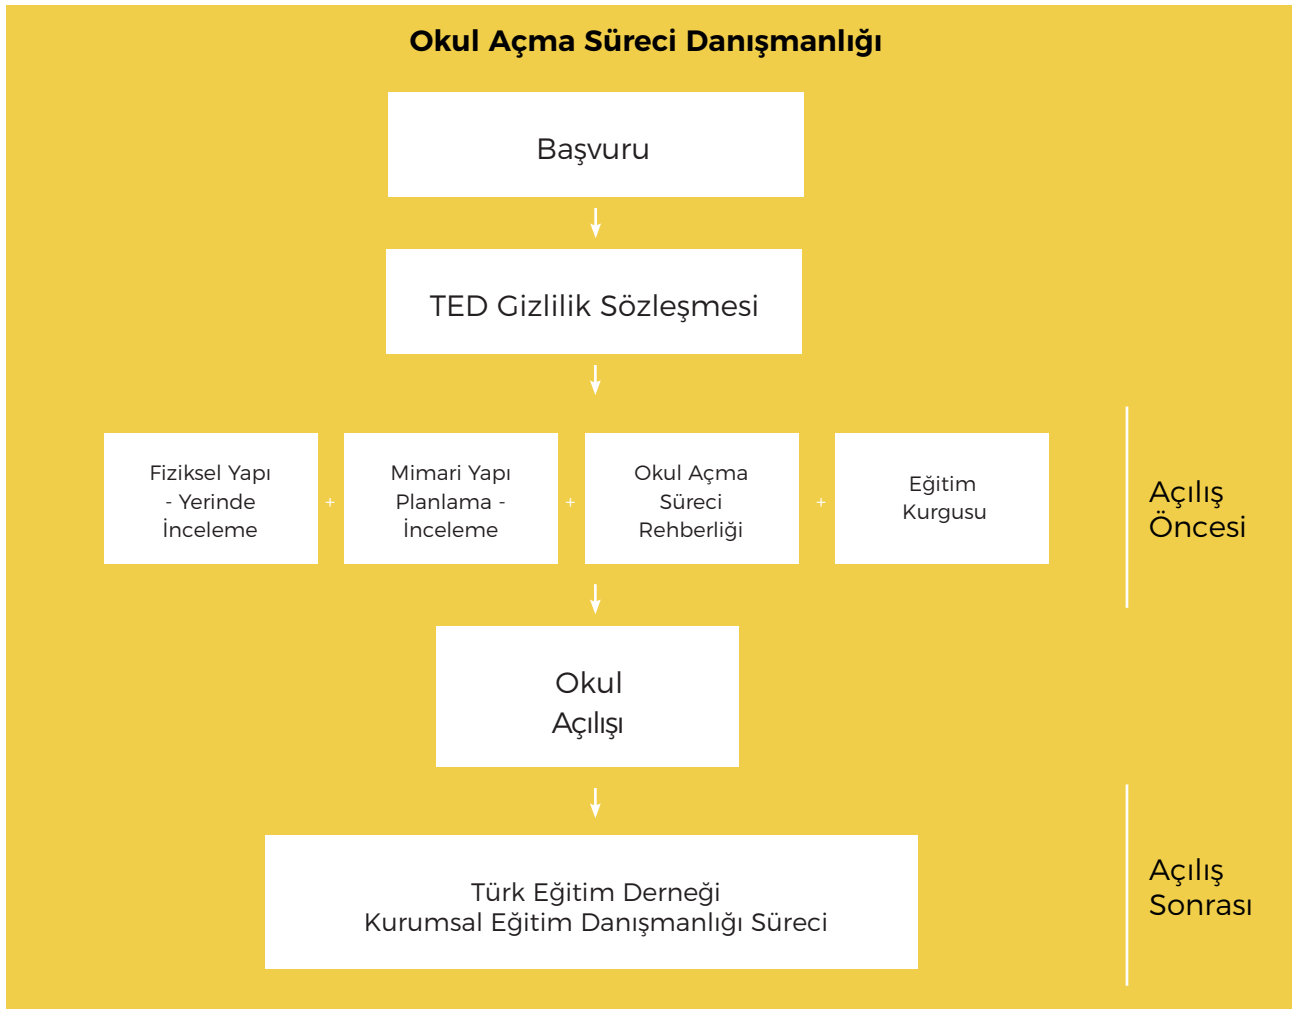 Okul Açma Süreci Danışmanlığı
Başvuru
TED Gizlilik Sözleşmesi
Fiziksel Yapı
- Yerinde
İnceleme
+
Mimari Yapı
Planlama -
İnceleme
+
Okul Açma
Süreci
Rehberliği
+
Eğitim
Kurgusu
Açılış
Öncesi
Okul
Açılışı
Türk Eğitim Derneği
Kurumsal Eğitim Danışmanlığı Süreci
Açılış
Sonrası